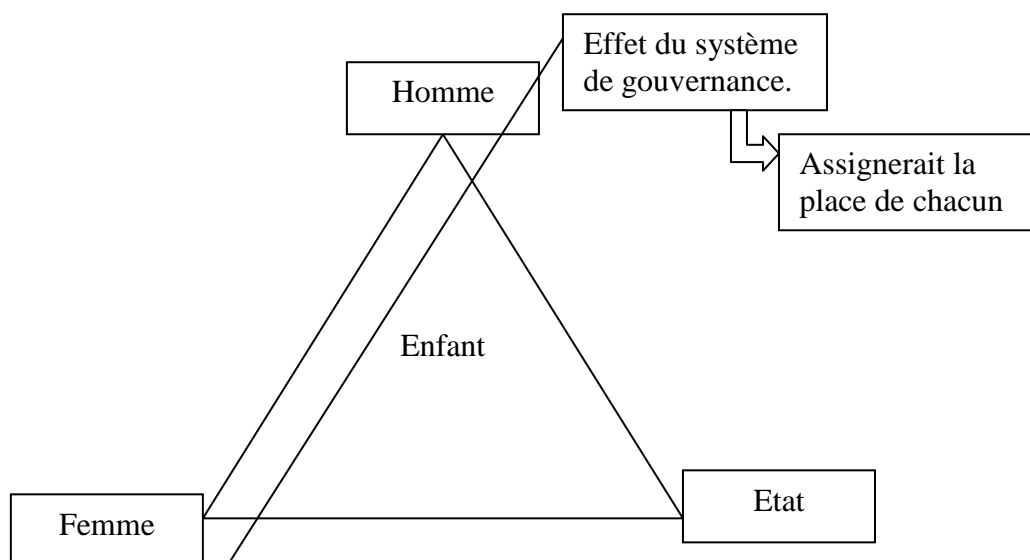 Effet du système
de gouvernance.
Homme
Assignerait la
place de chacun
Enfant
Etat
Femme